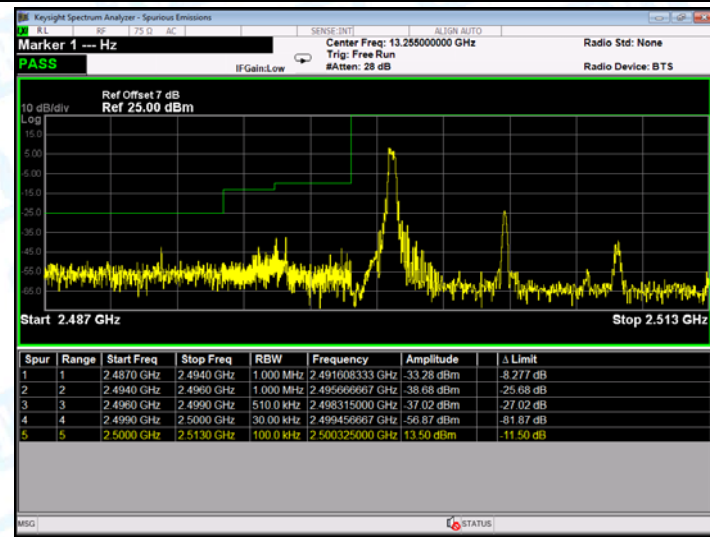 Keysight Spectrum Analyzer - Spurious Emissions
RL RF 75 Ω AC SENSE:INT ALIGN AUTO
Marker 1 --- Hz
Center Freq: 13.255000000 GHz
Radio Std: None
PASS
Trig: Free Run
IFGain:Low
#Atten: 28 dB
Radio Device: BTS
Ref Offset 7 dB
10 dB/div Ref 25.00 dBm
Log
15.0
5.00
-5.00
-15.0
-25.0
-35.0
-45.0
-55.0
-65.0
Start 2.487 GHz Stop 2.513 GHz
Spur Range Start Freq Stop Freq RBW Frequency Amplitude Δ Limit
1 1 2.4870 GHz 2.4940 GHz 1.000 MHz 2.491608333 GHz -33.28 dBm -8.277 dB
2 2 2.4940 GHz 2.4960 GHz 1.000 MHz 2.495666667 GHz -38.68 dBm -25.68 dB
3 3 2.4960 GHz 2.4990 GHz 510.0 kHz 2.498315000 GHz -37.02 dBm -27.02 dB
4 4 2.4990 GHz 2.5000 GHz 30.00 kHz 2.499456667 GHz -56.87 dBm -81.87 dB
5 5 2.5000 GHz 2.5130 GHz 100.0 kHz 2.500325000 GHz 13.50 dBm -11.50 dB
MSG STATUS